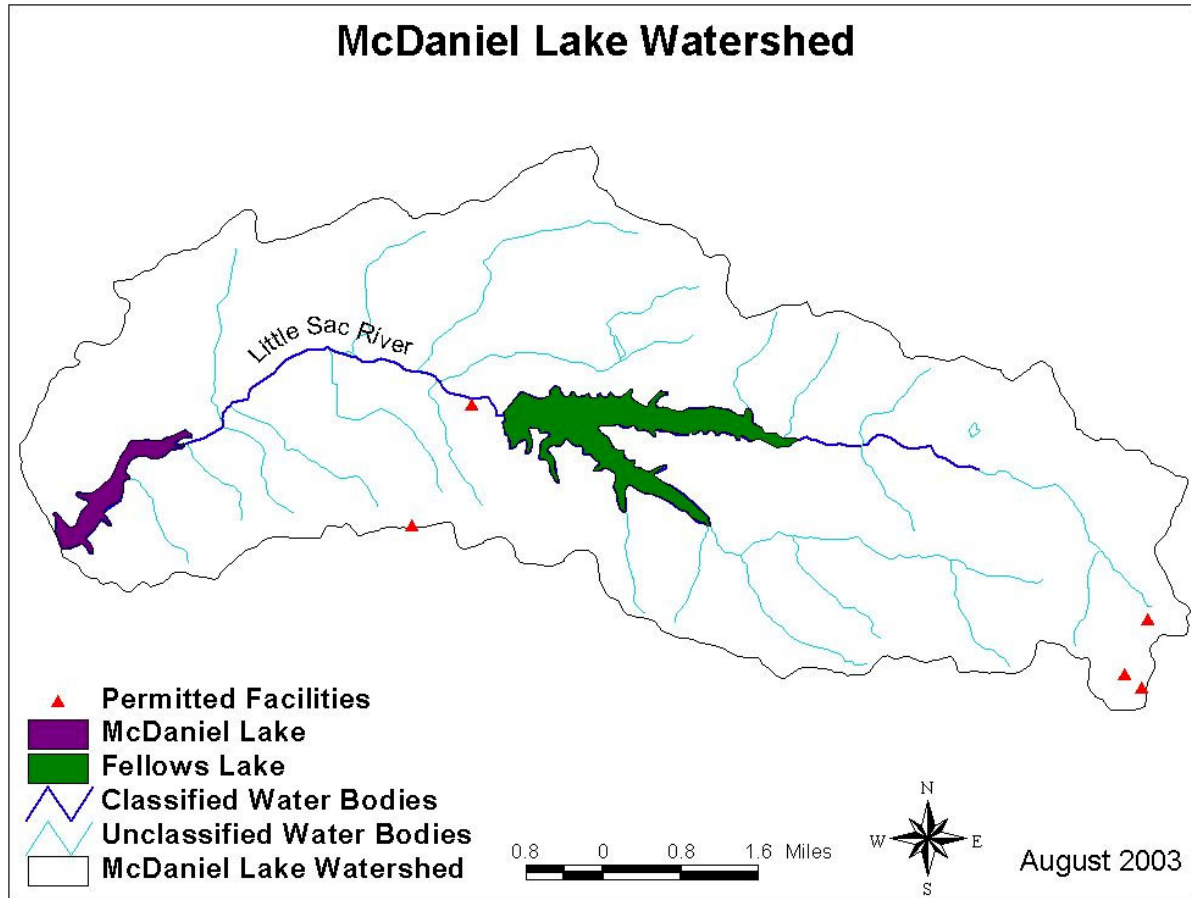 McDaniel Lake Watershed
Little Sac River
Permitted Facilities
McDaniel Lake
Fellows Lake
Classified Water Bodies
Unclassified Water Bodies
McDaniel Lake Watershed
0.8 0 0.8 1.6 Miles
N
W E
S
August 2003